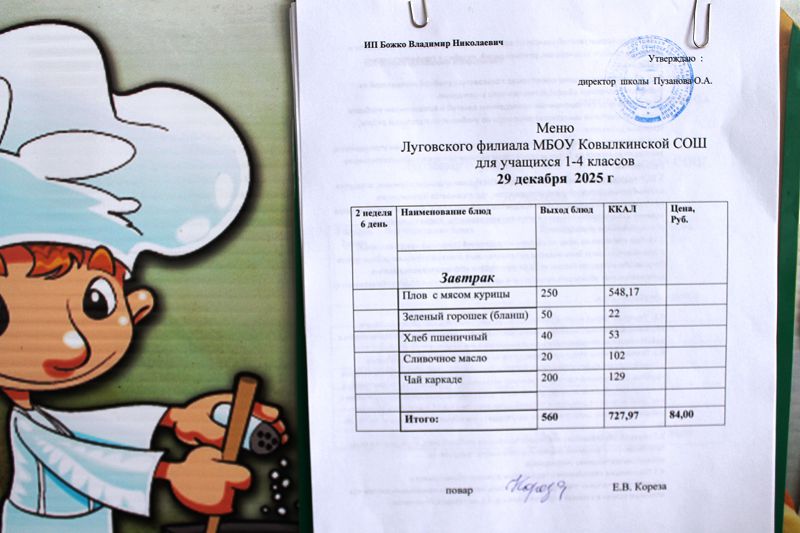 ИП Божко Владимир Николаевич
Утверждаю :
директор школы Пузанова О.А.
Меню
Луговского филиала МБОУ Ковылкинской СОШ
для учащихся 1-4 классов
29 декабря 2025 г
2 неделя 6 день Наименование блюд Выход блюд ККАЛ Цена, Руб.
Завтрак
Плов с мясом курицы 250 548,17
Зеленый горошек (бланш) 50 22
Хлеб пшеничный 40 53
Сливочное масло 20 102
Чай каркаде 200 129
Итого: 560 727,97 84,00
повар Кореза Е.В. Кореза